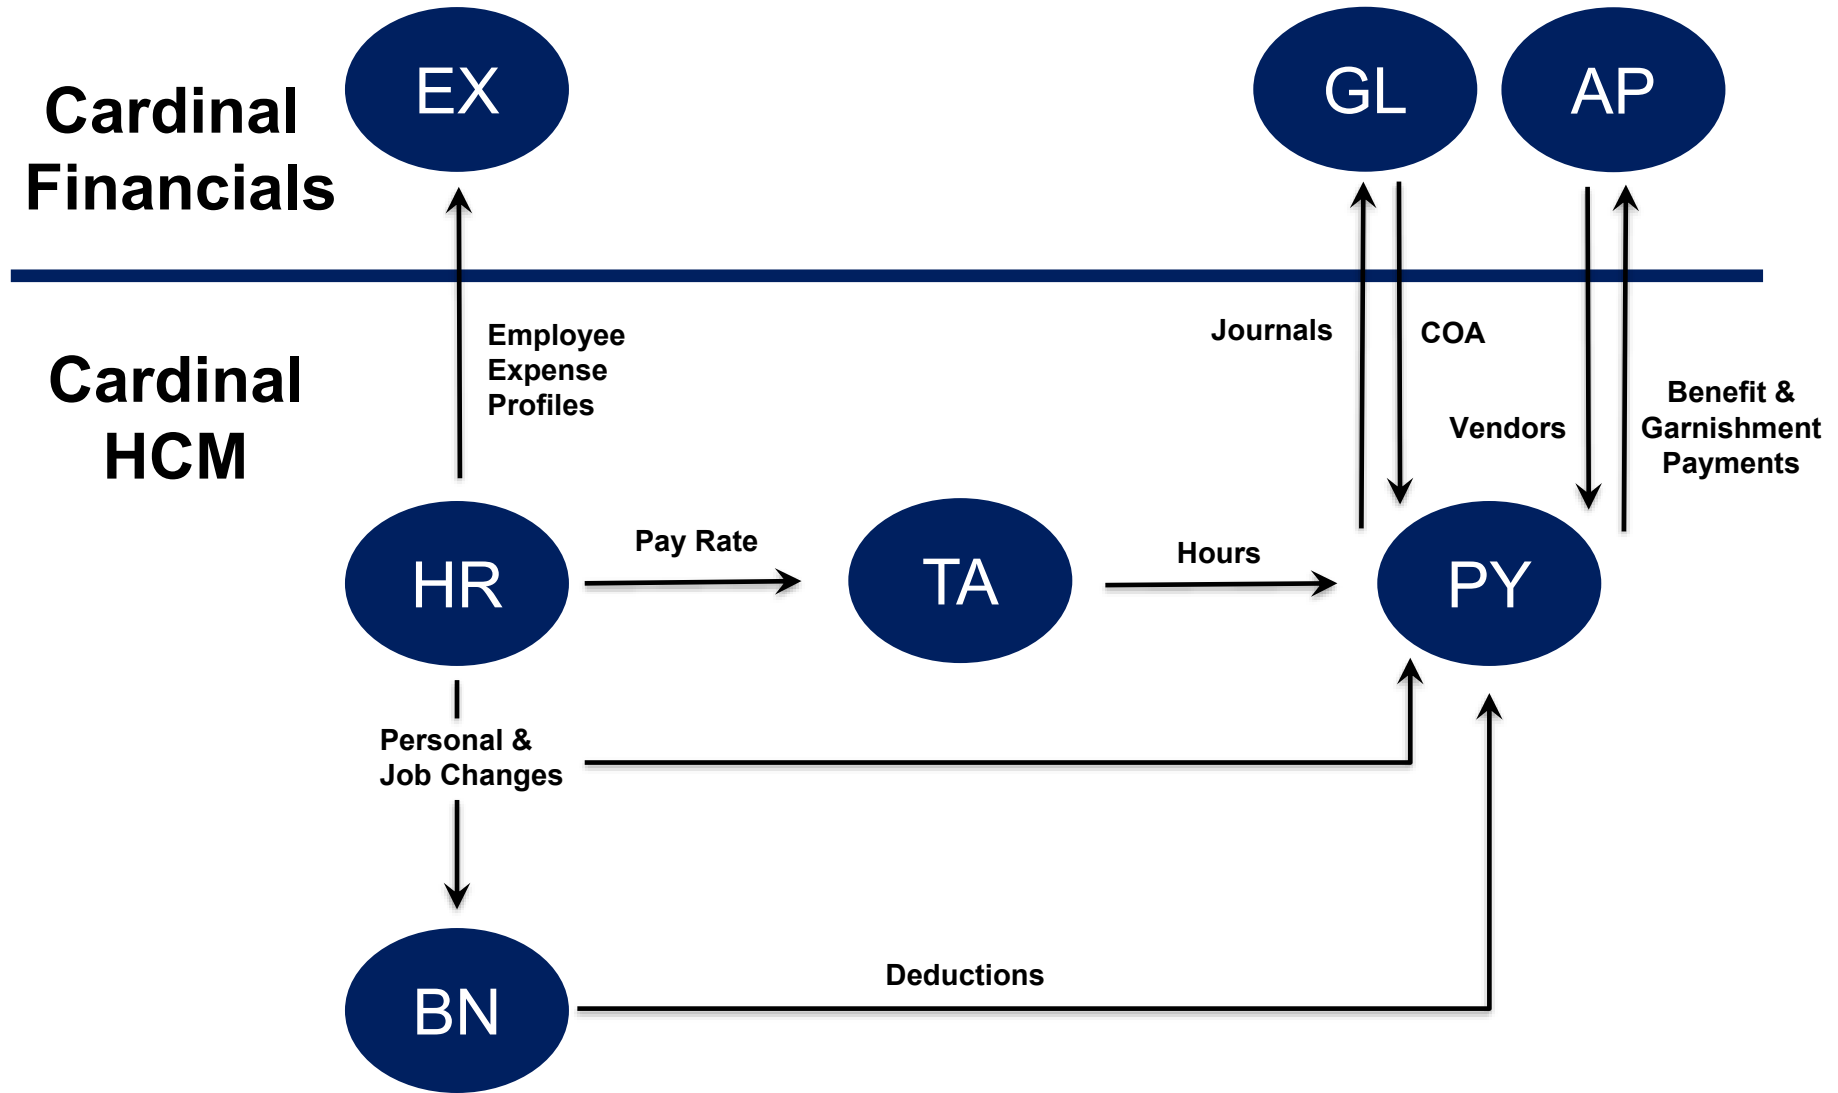 Cardinal
Financials
EX
GL
AP
Employee
Expense
Profiles
Journals
COA
Vendors
Benefit &
Garnishment
Payments
Cardinal
HCM
HR
Pay Rate
TA
Hours
PY
Personal &
Job Changes
BN
Deductions